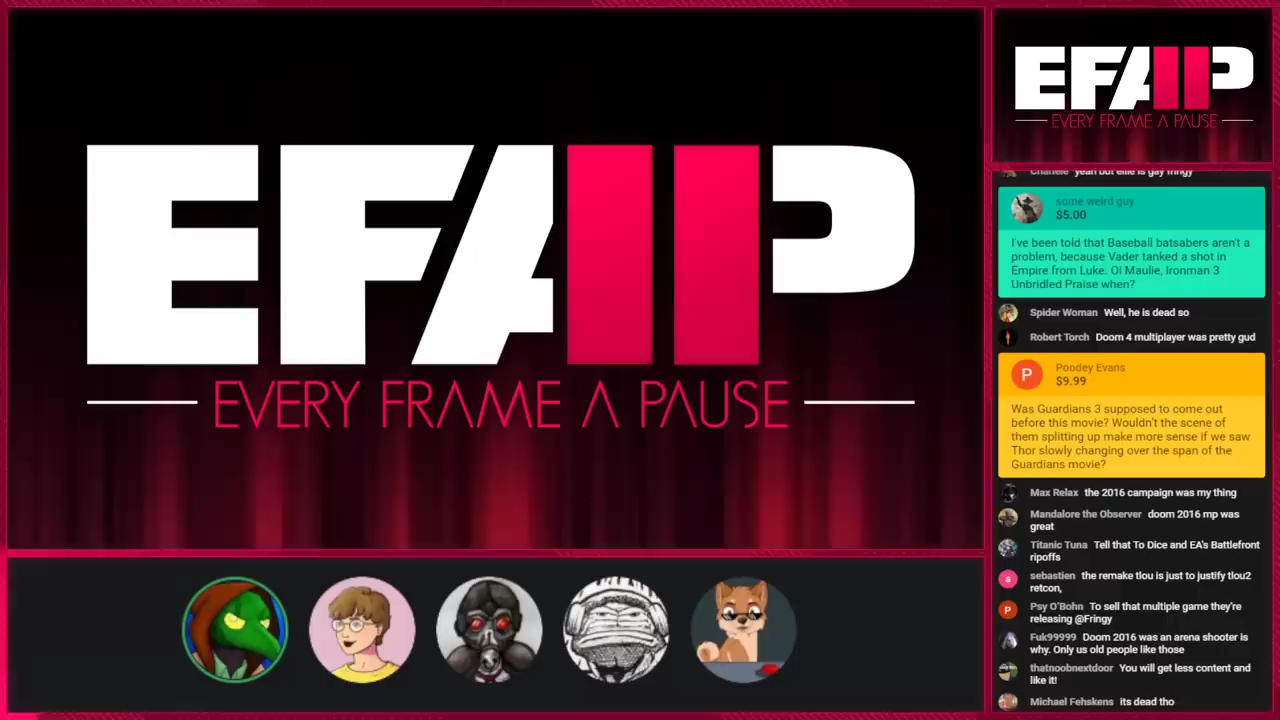 EFAP
EVERY FRAME A PAUSE
EFAP
EVERY FRAME A PAUSE
Chanele yeah but ellie is gay fringy
some weird guy
$5.00
I've been told that Baseball batsabers aren't a
problem, because Vader tanked a shot in
Empire from Luke. Oi Maulie, Ironman 3
Unbridled Praise when?
Spider Woman Well, he is dead so
Robert Torch Doom 4 multiplayer was pretty gud
P
Poodey Evans
$9.99
Was Guardians 3 supposed to come out
before this movie? Wouldn't the scene of
them splitting up make more sense if we saw
Thor slowly changing over the span of the
Guardians movie?
Max Relax the 2016 campaign was my thing
Mandalore the Observer doom 2016 mp was
great
Titanic Tuna Tell that To Dice and EA's Battlefront
ripoffs
s sebastien the remake tlou is just to justify tlou2
retcon,
P Psy O'Bohn To sell that multiple game they're
releasing @Fringy
Fuk99999 Doom 2016 was an arena shooter is
why. Only us old people like those
thatnoobnextdoor You will get less content and
like it!
Michael Fehskens its dead tho